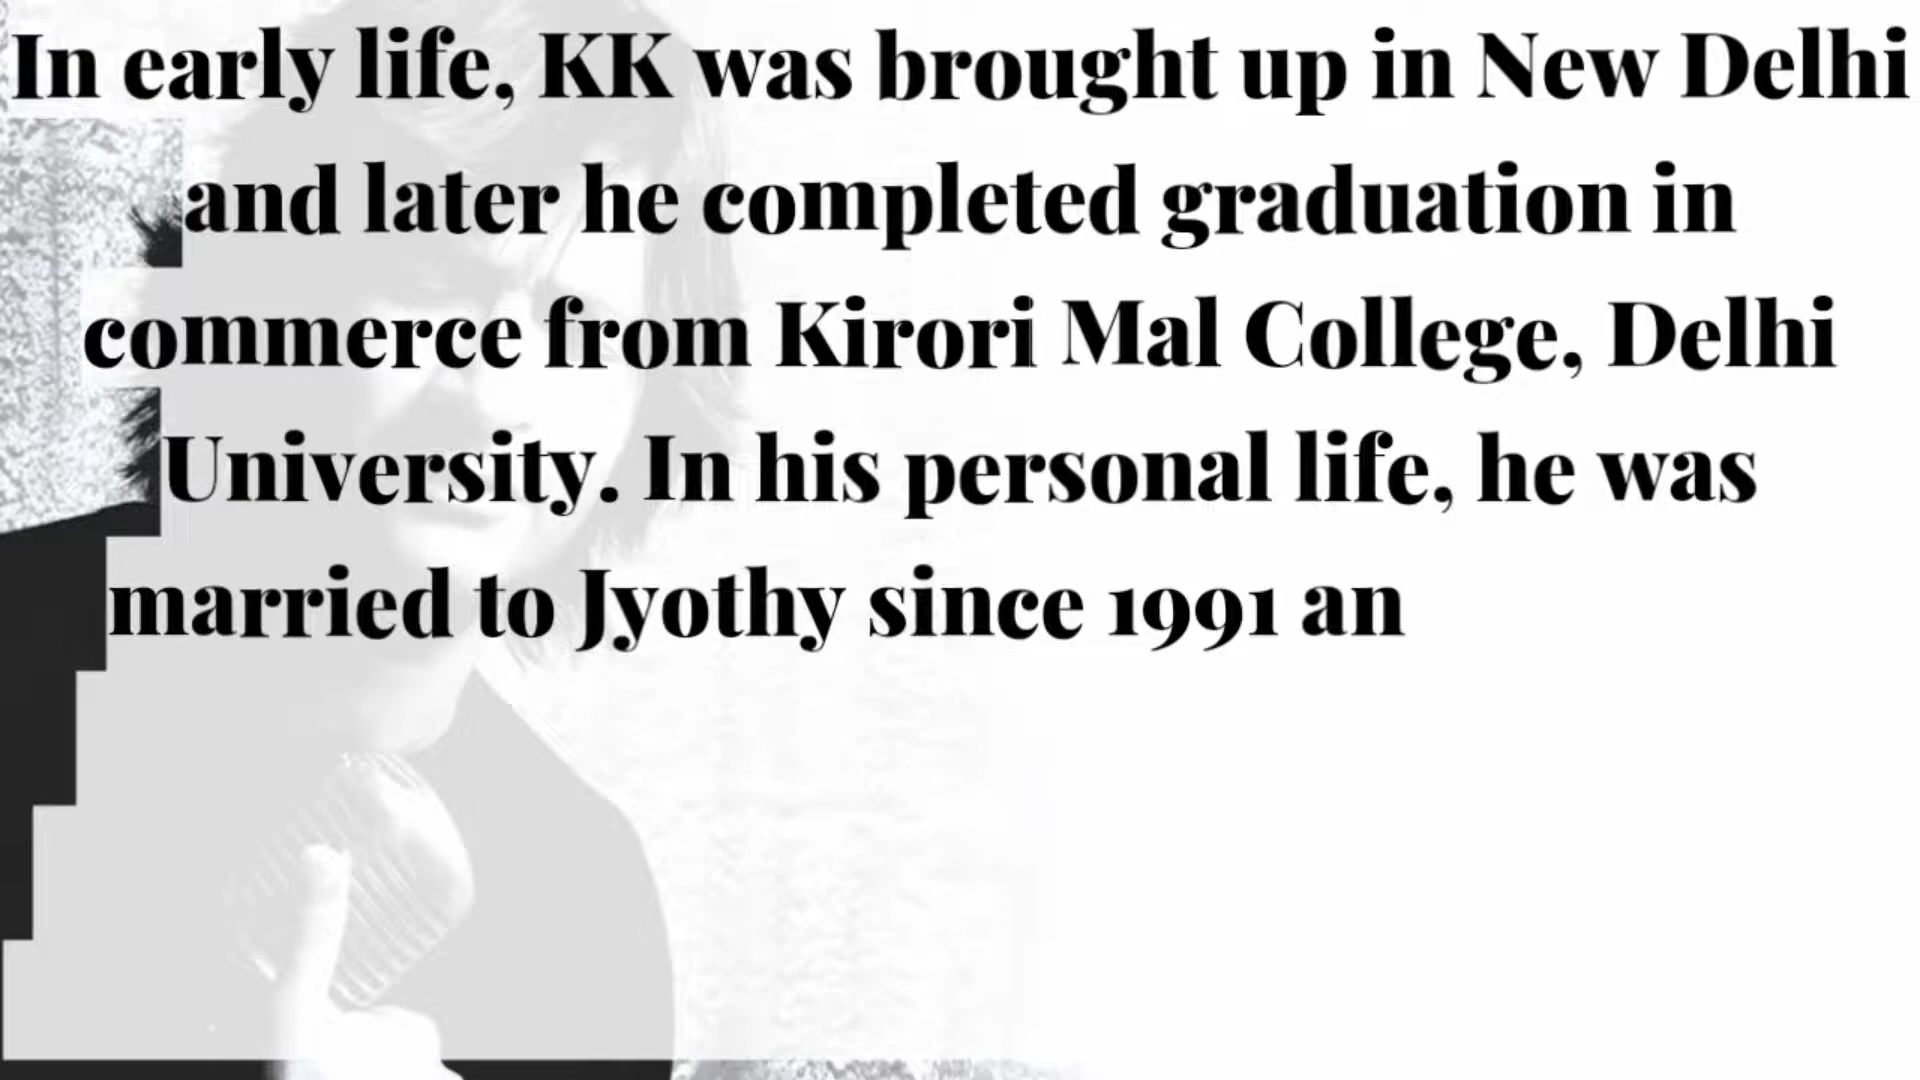 In early life, KK was brought up in New Delhi
and later he completed graduation in
commerce from Kirori Mal College, Delhi
University. In his personal life, he was
married to Jyothy since 1991 an